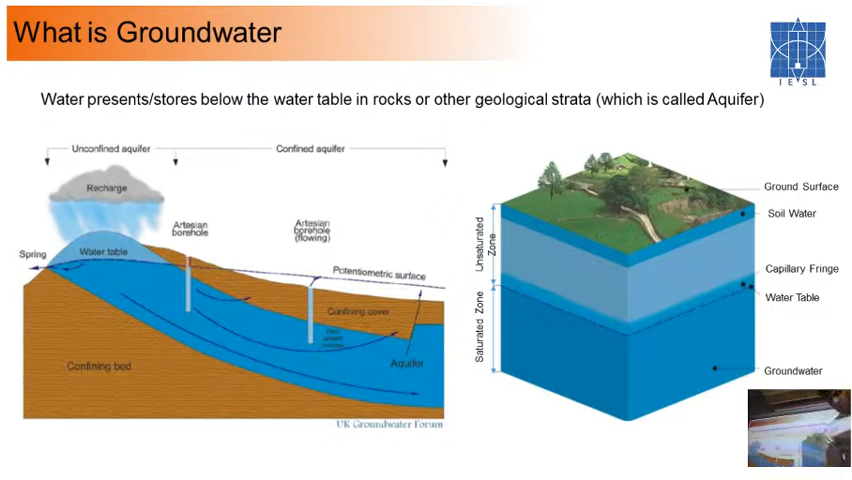 What is Groundwater
IESL
Water presents/stores below the water table in rocks or other geological strata (which is called Aquifer)
Unconfined aquifer
Confined aquifer
Recharge
Artesian
borehole
Artesian
borehole
(flowing)
Spring
Water table
Potentiometric surface
Confining cover
Aquifer
Confining bed
UK Groundwater Forum
Unsaturated
Zone
Saturated Zone
Ground Surface
Soil Water
Capillary Fringe
Water Table
Groundwater